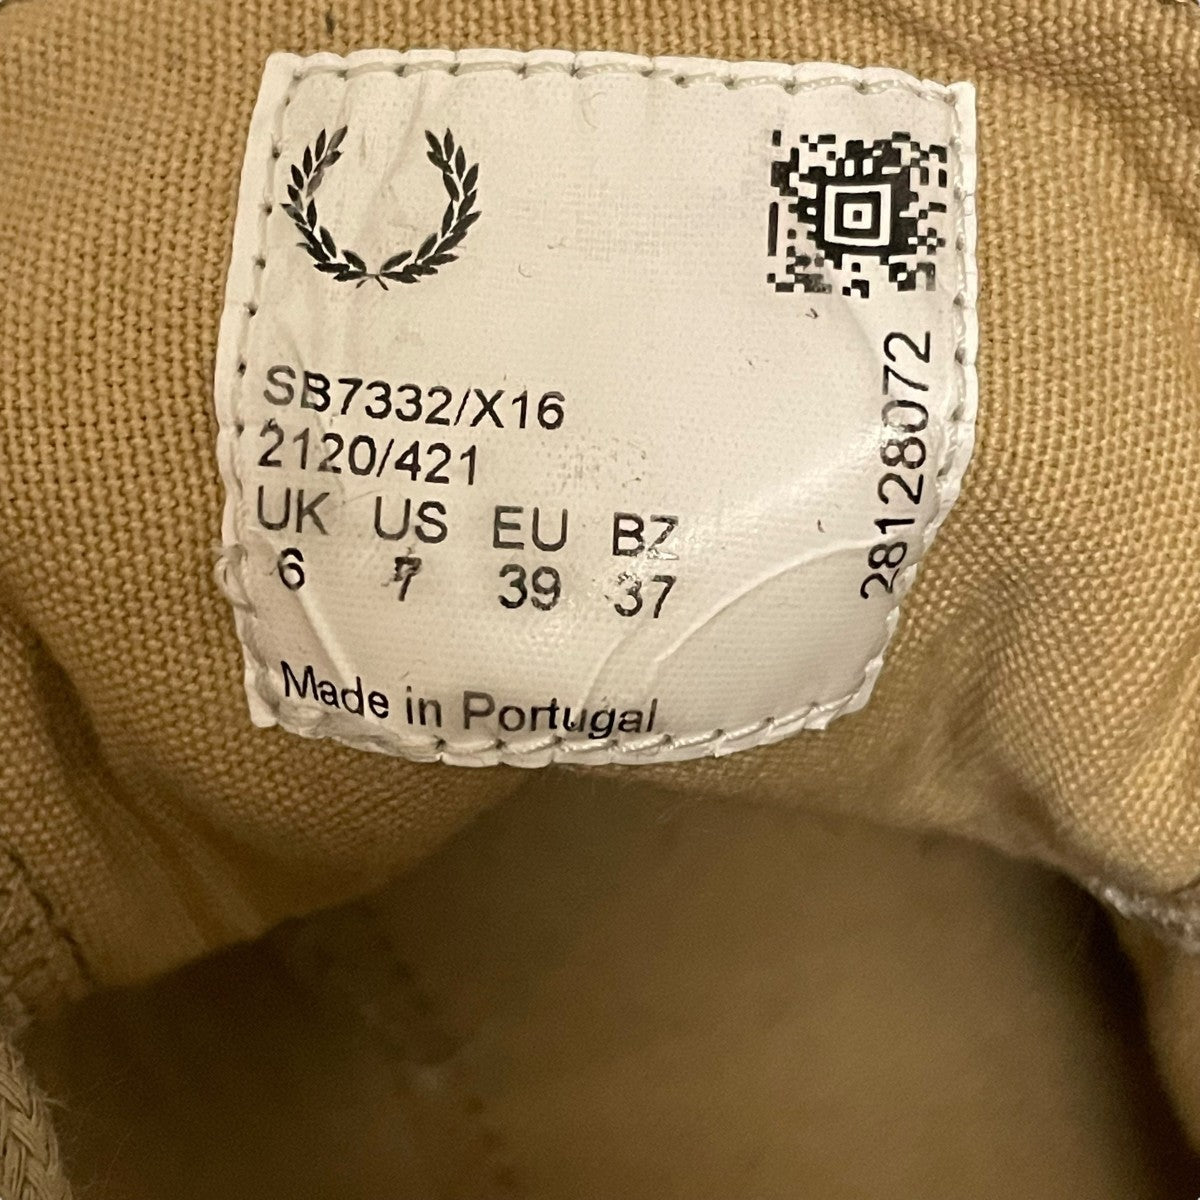 SB7332/X16
2120/421
UK US EU BZ
6 7 39 37
Made in Portugal
28128072